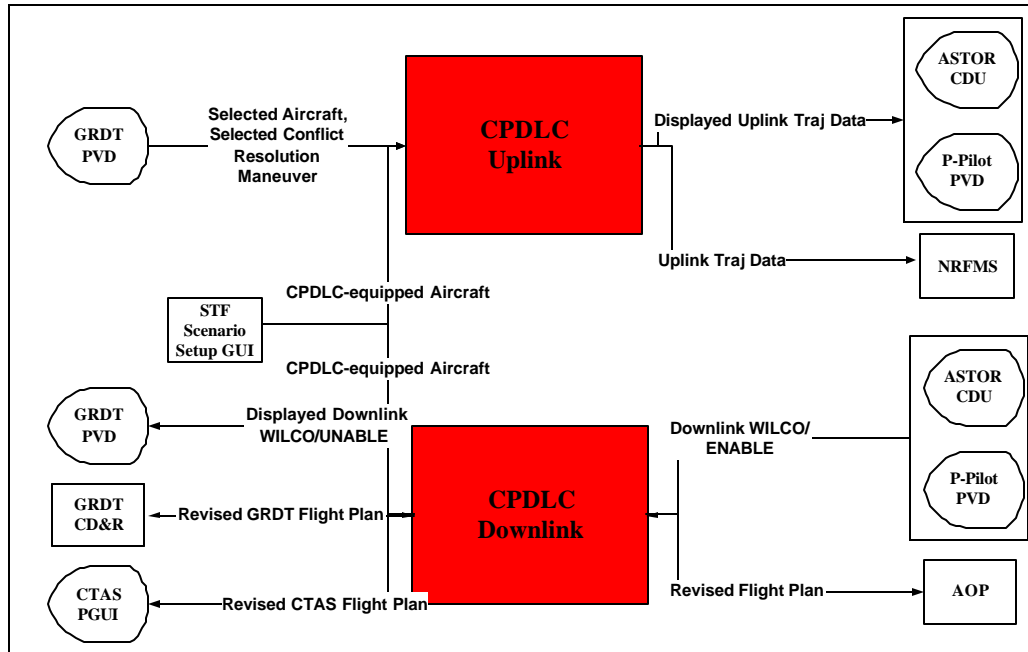 GRDT
PVD
Selected Aircraft,
Selected Conflict
Resolution
Maneuver
CPDLC
Uplink
Displayed Uplink Traj Data
ASTOR
CDU
P-Pilot
PVD
Uplink Traj Data
NRFMS
CPDLC-equipped Aircraft
STF
Scenario
Setup GUI
CPDLC-equipped Aircraft
GRDT
PVD
Displayed Downlink
WILCO/UNABLE
GRDT
CD&R
Revised GRDT Flight Plan
CTAS
PGUI
Revised CTAS Flight Plan
CPDLC
Downlink
Downlink WILCO/
ENABLE
ASTOR
CDU
P-Pilot
PVD
Revised Flight Plan
AOP